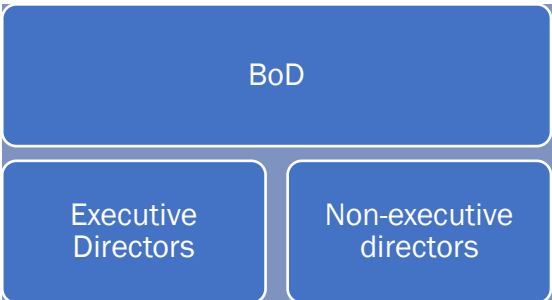 BoD
Executive
Directors
Non-executive
directors